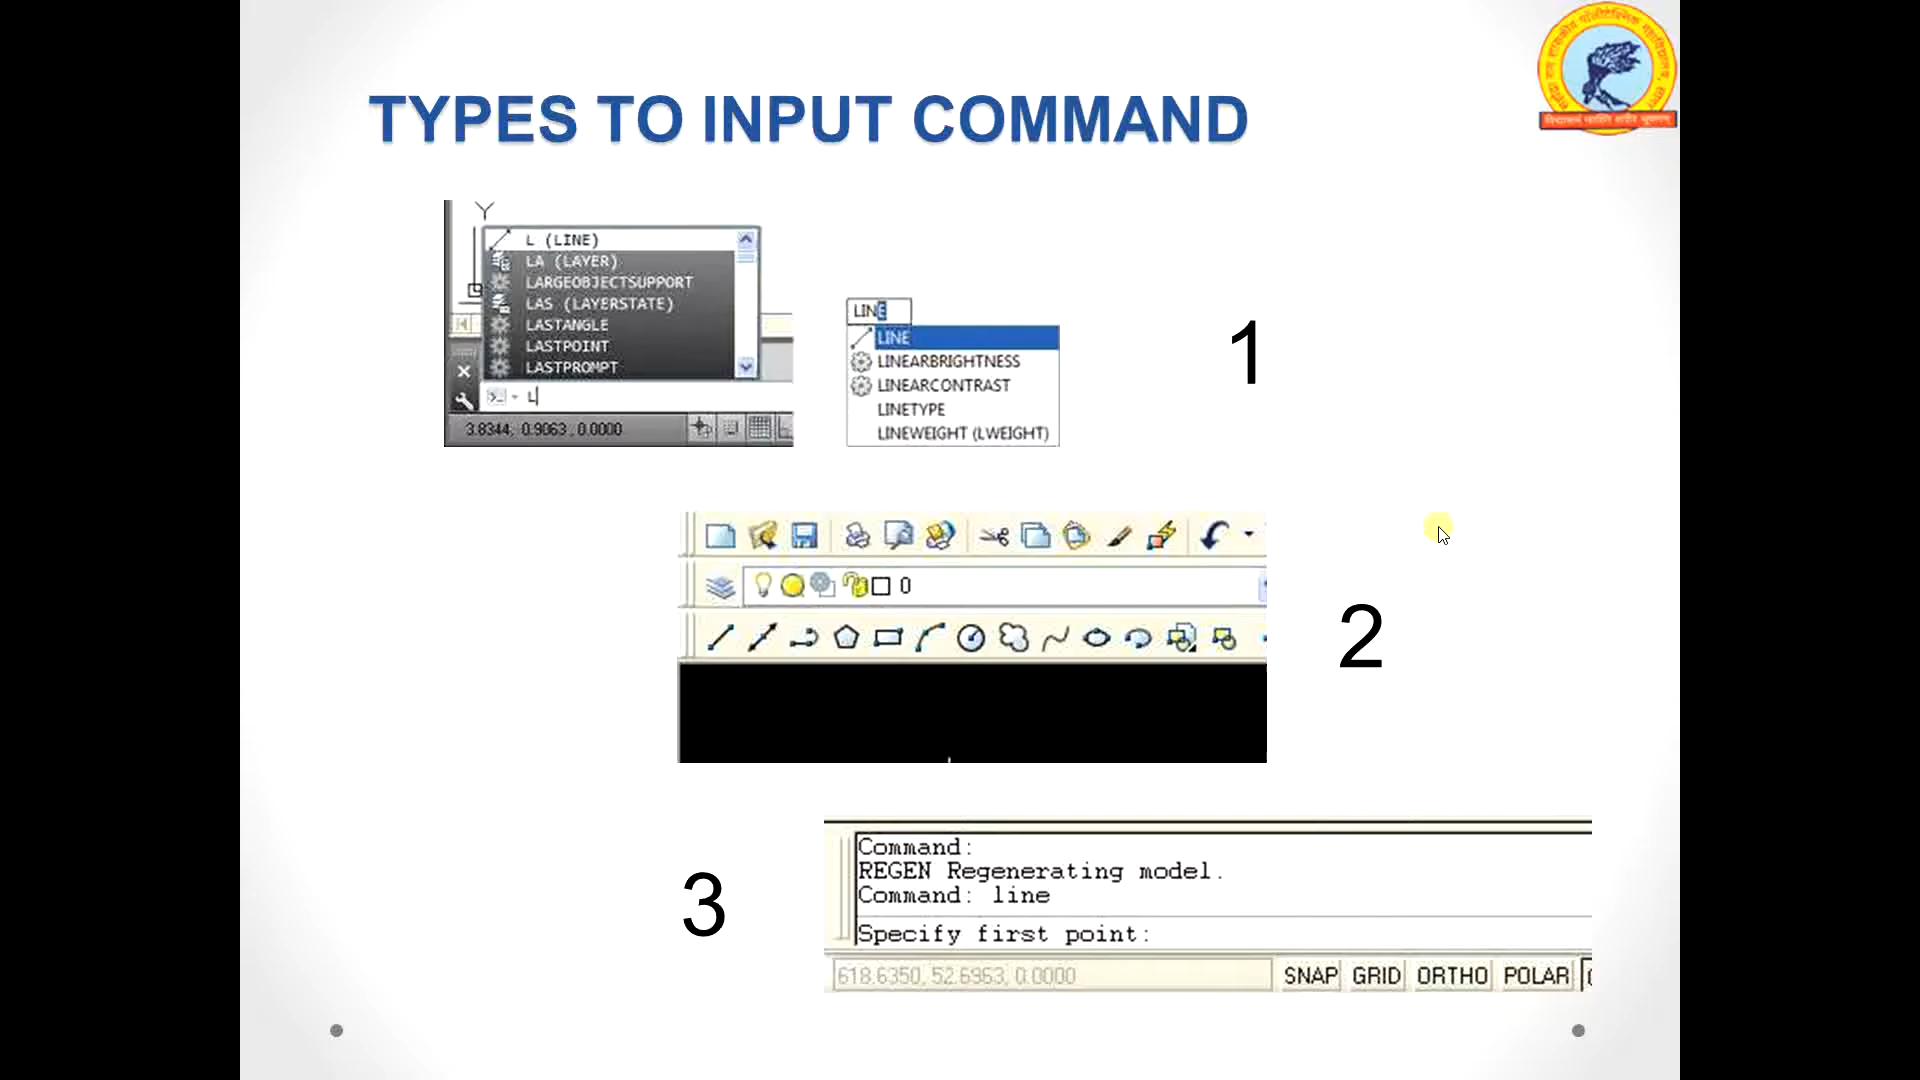 TYPES TO INPUT COMMAND
L (LINE)
LA (LAYER)
LARGEOBJECTSUPPORT
LAS (LAYERSTATE)
LASTANGLE
LASTPOINT
LASTPROMPT
L
3.8344, 0.9063, 0.0000
LINE
LINE
LINEARBRIGHTNESS
LINEARCONTRAST
LINETYPE
LINEWEIGHT (LWEIGHT)
1
0
2
3
Command:
REGEN Regenerating model.
Command: line
Specify first point:
618.6350, 52.6963, 0.0000
SNAP GRID ORTHO POLAR